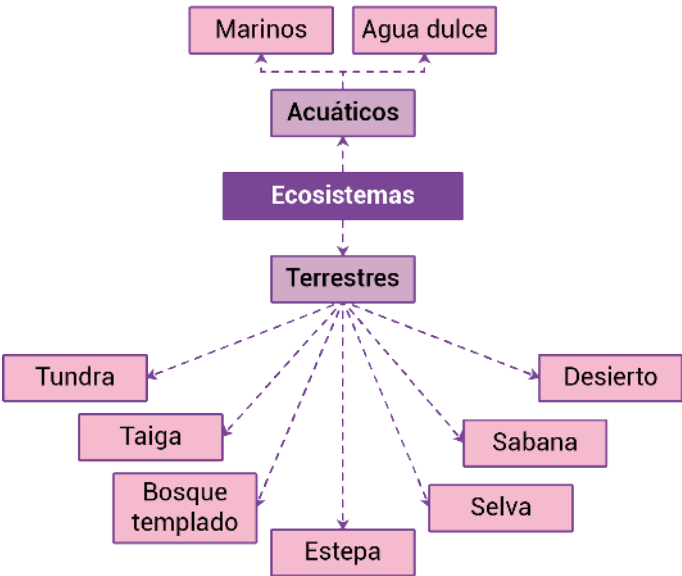 Marinos
Agua dulce
Acuáticos
Ecosistemas
Terrestres
Tundra
Desierto
Taiga
Sabana
Bosque
templado
Selva
Estepa